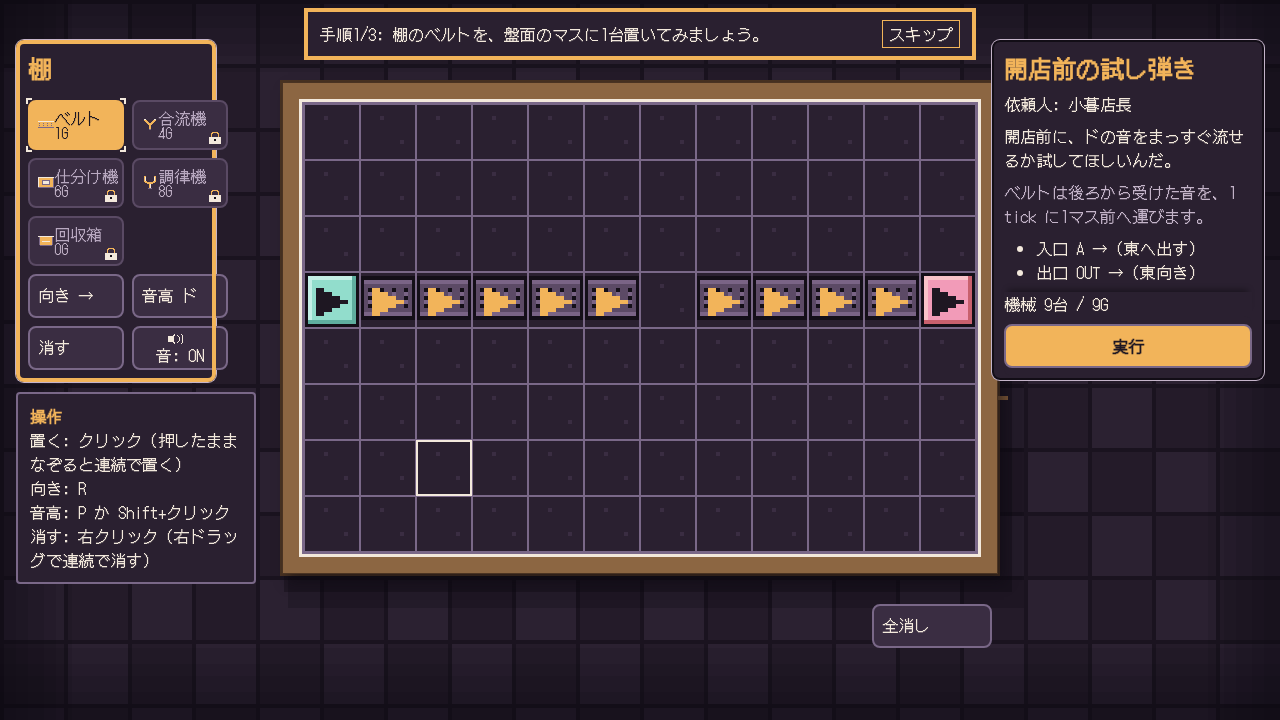 手順1/3: 棚のベルトを、盤面のマスに1台置いてみましょう。
スキップ
棚
ベルト
1G
合流機
4G
仕分け機
6G
調律機
8G
回収箱
0G
向き →
音高 ド
消す
音: ON
操作
置く: クリック (押したまま
なぞると連続で置く)
向き: R
音高: P か Shift+クリック
消す: 右クリック (右ドラッ
グで連続で消す)
開店前の試し弾き
依頼人: 小暮店長
開店前に、ドの音をまっすぐ流せ
るか試してほしいんだ。
ベルトは後ろから受けた音を、1
tick に1マス前へ運びます。
• 入口 A → (東へ出す)
• 出口 OUT → (東向き)
機械 9台 / 9G
実行
全消し